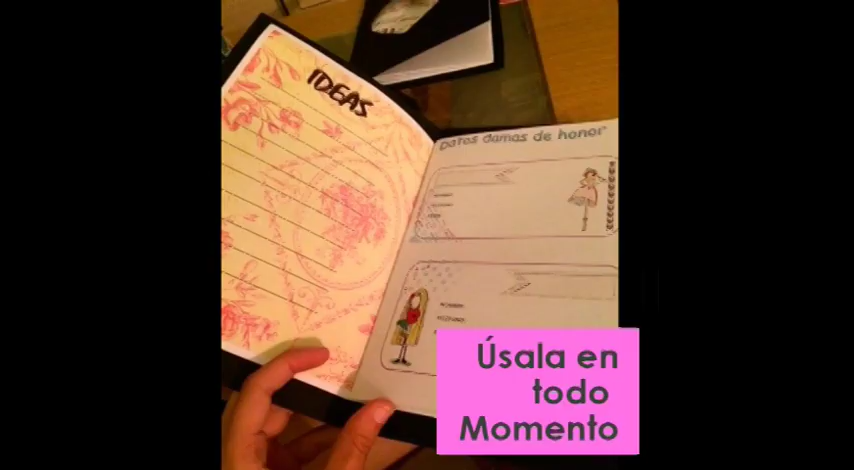 IDEAS
Datos damas de honor
Úsala en
todo
Momento